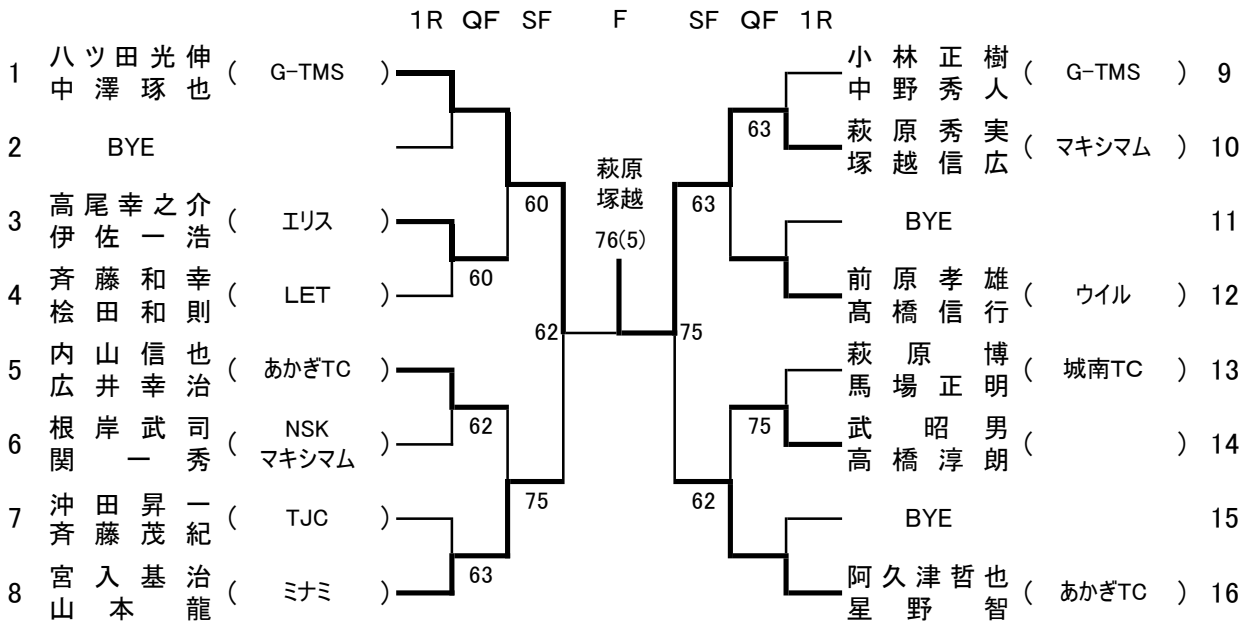 1R QF SF F SF QF 1R
1 八ツ田光伸 中澤琢也 ( G-TMS )
2 BYE
3 高尾幸之介 伊佐一浩 ( エリス )
4 斉藤和幸 桧田和則 ( LET )
5 内山信也 広井幸治 ( あかぎTC )
6 根岸武司 関一秀 ( NSK マキシマム )
7 沖田昇一 斉藤茂紀 ( TJC )
8 宮入基治 山本龍 ( ミナミ )
60
62
63
60
75
62
萩原
塚越
76(5)
75
63
62
63
75
小林正樹 中野秀人 ( G-TMS ) 9
萩原秀実 塚越信広 ( マキシマム ) 10
BYE 11
前原孝雄 髙橋信行 ( ウイル ) 12
萩原博 馬場正明 ( 城南TC ) 13
武昭男 高橋淳朗 ( ) 14
BYE 15
阿久津哲也 星野智 ( あかぎTC ) 16